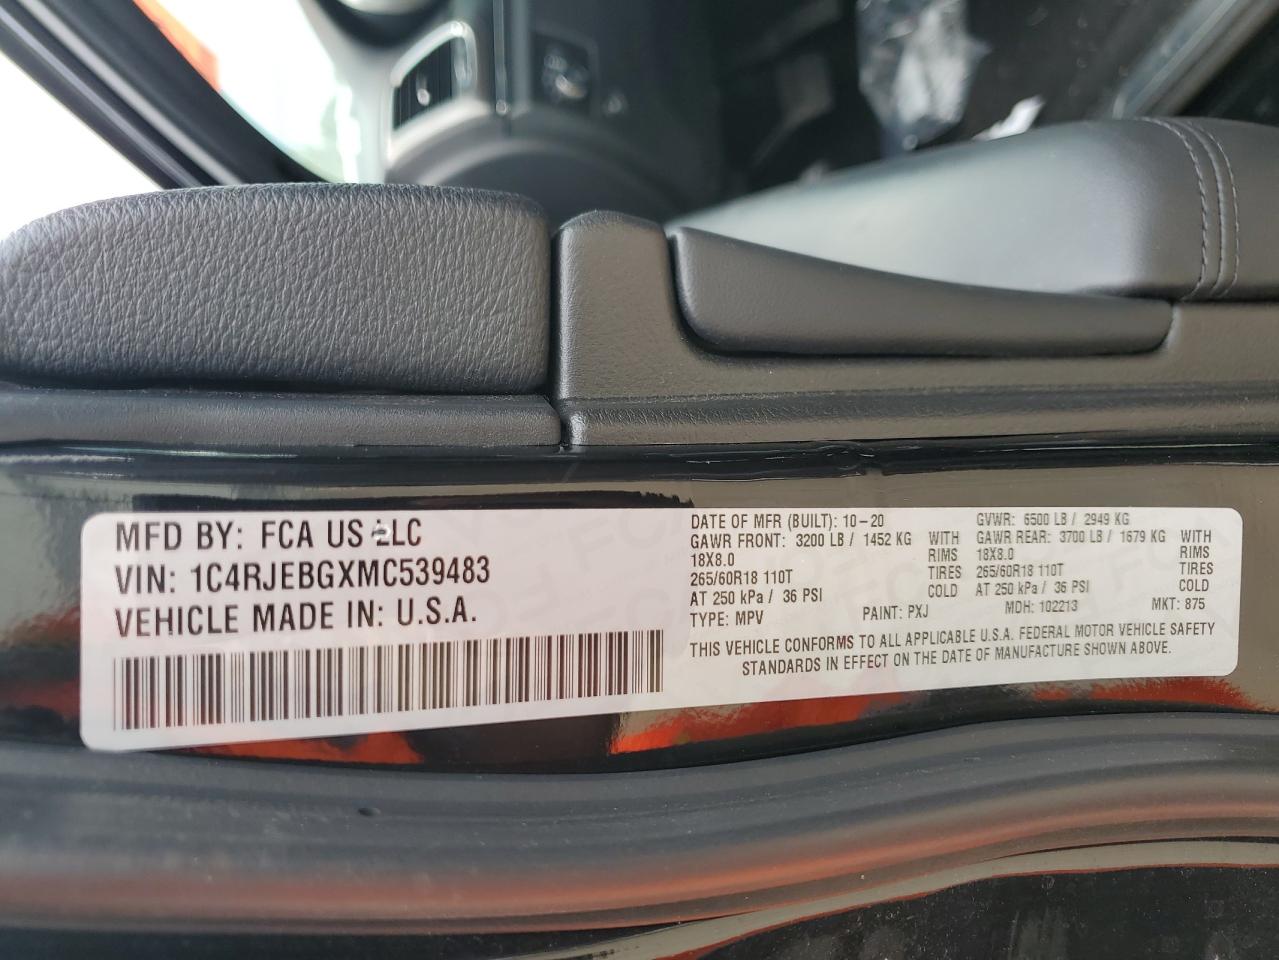 MFD BY: FCA US LLC
VIN: 1C4RJEBGXMC539483
VEHICLE MADE IN: U.S.A.
DATE OF MFR (BUILT): 10-20 GVWR: 6500 LB / 2949 KG
GAWR FRONT: 3200 LB / 1452 KG WITH GAWR REAR: 3700 LB / 1679 KG WITH
18X8.0 RIMS 18X8.0 RIMS
265/60R18 110T TIRES 265/60R18 110T TIRES
AT 250 kPa / 36 PSI COLD AT 250 kPa / 36 PSI COLD
TYPE: MPV PAINT: PXJ MDH: 102213 MKT: 875
THIS VEHICLE CONFORMS TO ALL APPLICABLE U.S.A. FEDERAL MOTOR VEHICLE SAFETY
STANDARDS IN EFFECT ON THE DATE OF MANUFACTURE SHOWN ABOVE.